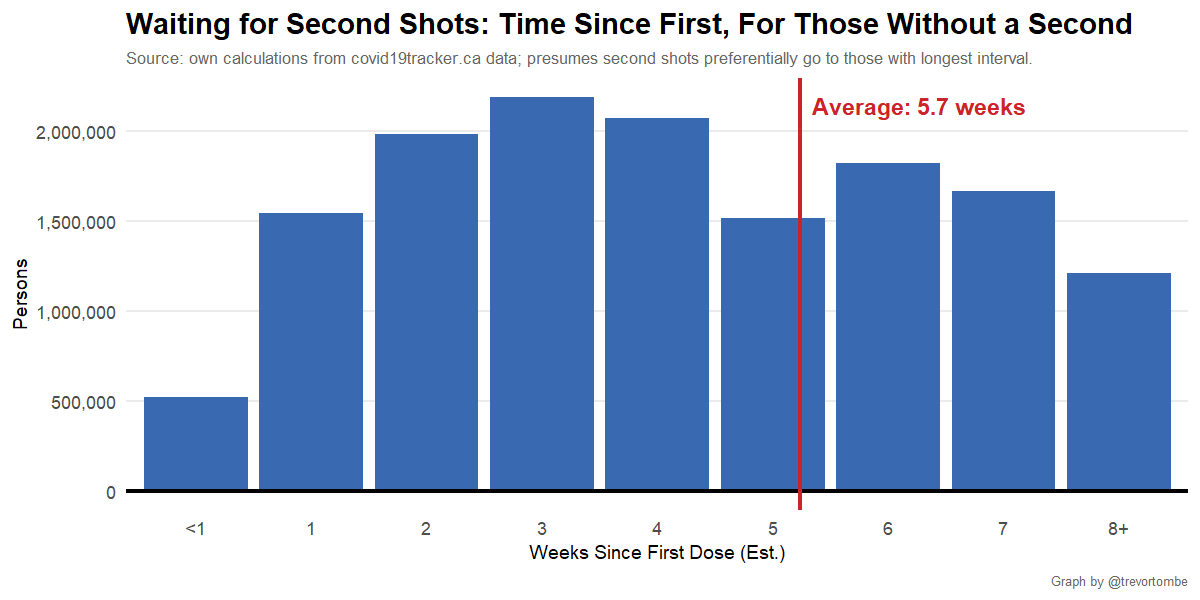 Waiting for Second Shots: Time Since First, For Those Without a Second
Source: own calculations from covid19tracker.ca data; presumes second shots preferentially go to those with longest interval.
Average: 5.7 weeks
Persons
2,000,000
1,500,000
1,000,000
500,000
0
<1 1 2 3 4 5 6 7 8+
Weeks Since First Dose (Est.)
Graph by @trevortombe